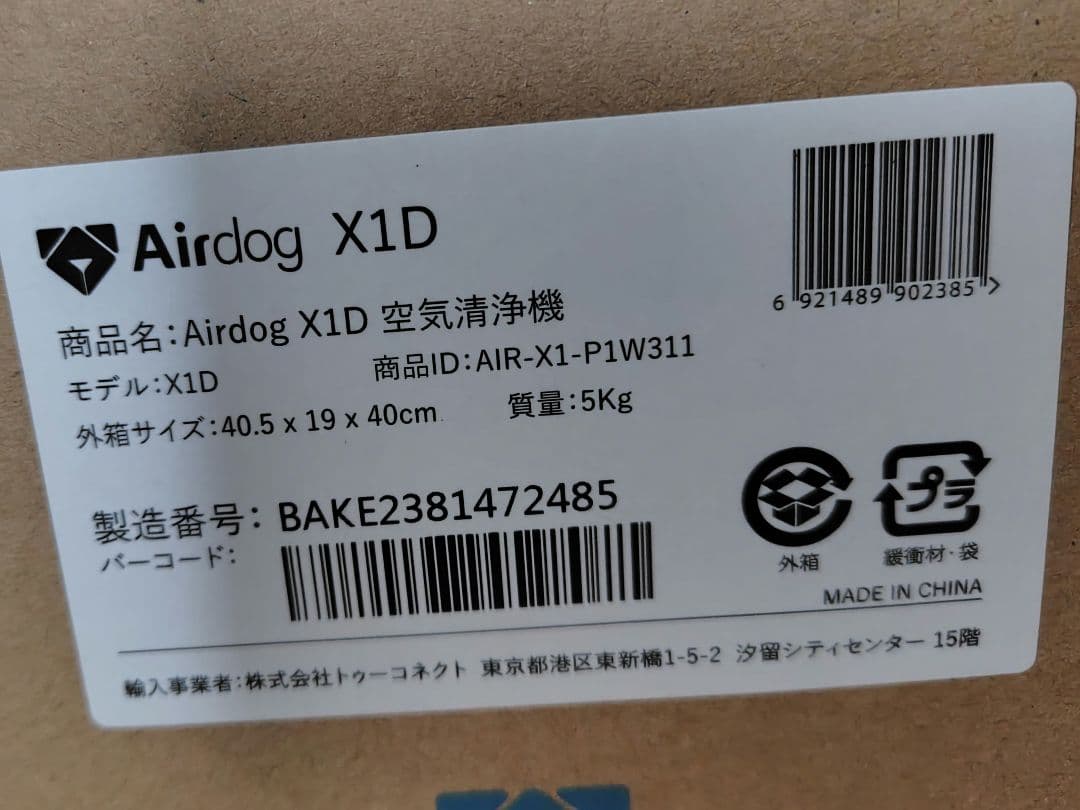 Airdog X1D
6 921489 902385 >
商品名:Airdog X1D 空気清浄機
モデル:X1D 商品ID:AIR-X1-P1W311
外箱サイズ:40.5 x 19 x 40cm 質量:5Kg
製造番号: BAKE2381472485
バーコード:
プラ
外箱 緩衝材・袋
MADE IN CHINA
輸入事業者:株式会社トゥーコネクト 東京都港区東新橋1-5-2 汐留シティセンター 15階